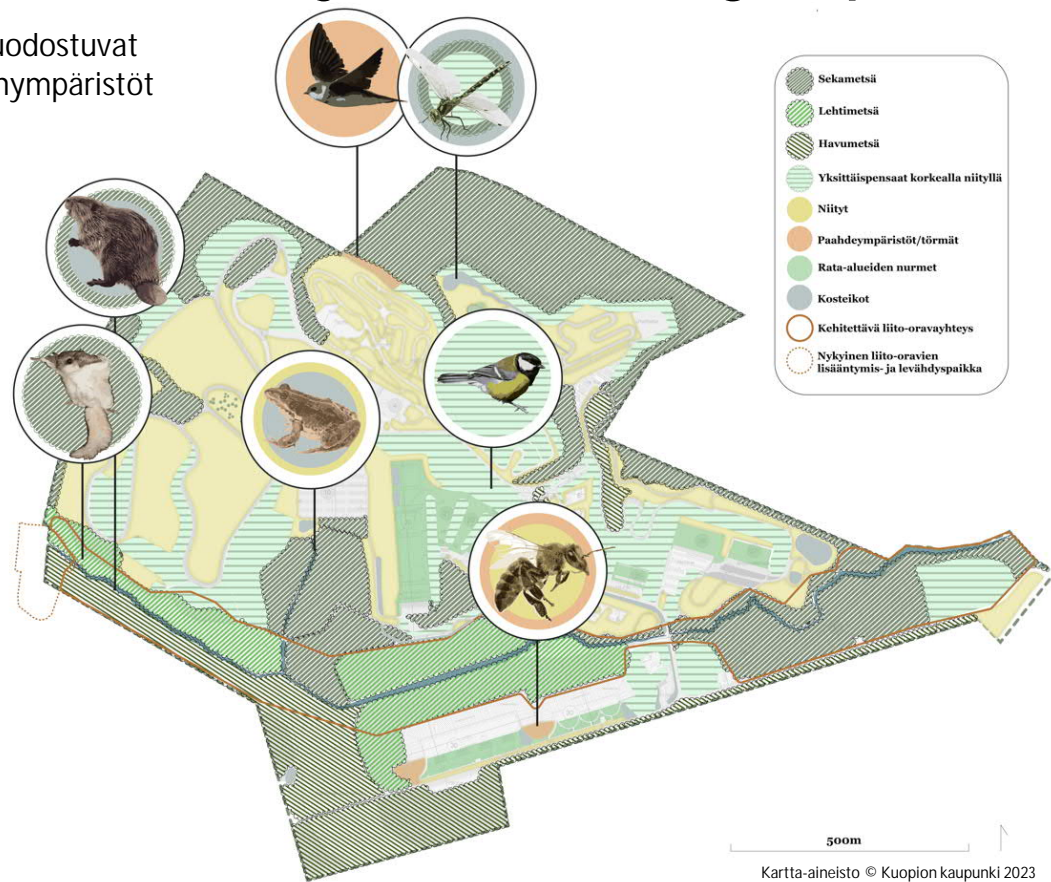 uodostuvat
nympäristöt
Sekametsä
Lehtimetsä
Havumetsä
Yksittäispensaat korkealla niityllä
Niityt
Paahdeympäristöt/törmät
Rata-alueiden nurmet
Kosteikot
Kehitettävä liito-oravayhteys
Nykyinen liito-oravien
lisääntymis- ja levähdyspaikka
500m
Kartta-aineisto © Kuopion kaupunki 2023